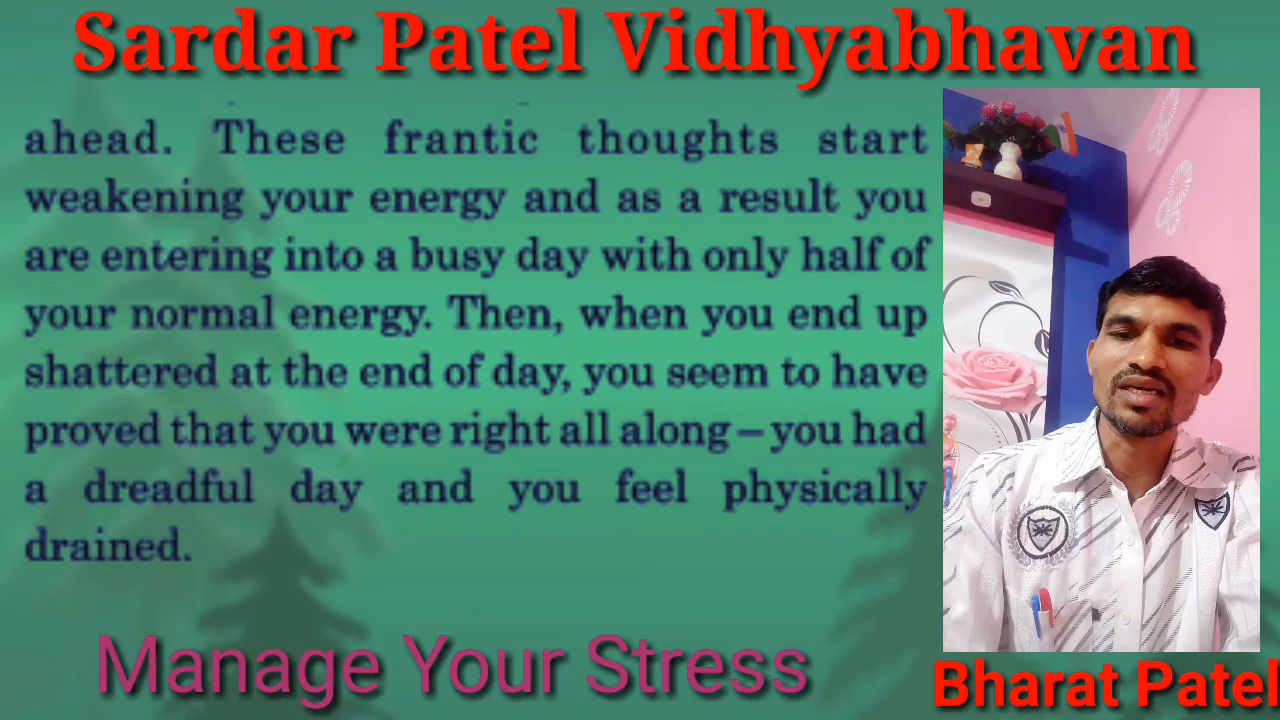 Sardar Patel Vidhyabhavan
ahead. These frantic thoughts start
weakening your energy and as a result you
are entering into a busy day with only half of
your normal energy. Then, when you end up
shattered at the end of day, you seem to have
proved that you were right all along – you had
a dreadful day and you feel physically
drained.
Manage Your Stress
Bharat Patel